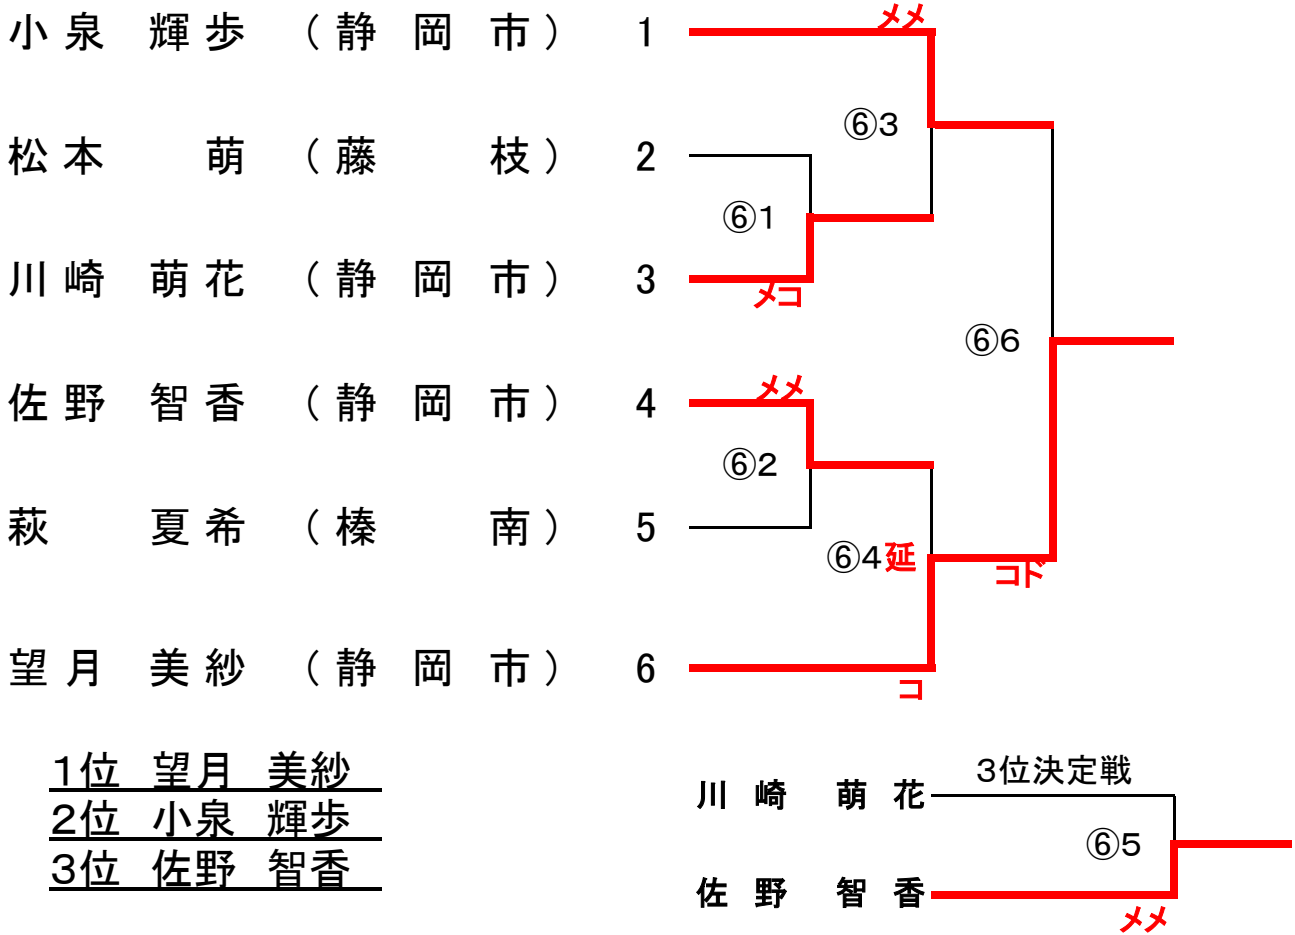 小泉 輝歩 （静岡市） 1
メメ
⑥3
松本 萌 （藤枝） 2
⑥1
川崎 萌花 （静岡市） 3
メコ
⑥6
佐野 智香 （静岡市） 4
メメ
⑥2
萩 夏希 （榛南） 5
⑥4延
コド
望月 美紗 （静岡市） 6
コ
1位 望月 美紗
2位 小泉 輝歩
3位 佐野 智香
3位決定戦
川崎 萌花
⑥5
佐野 智香
メメ